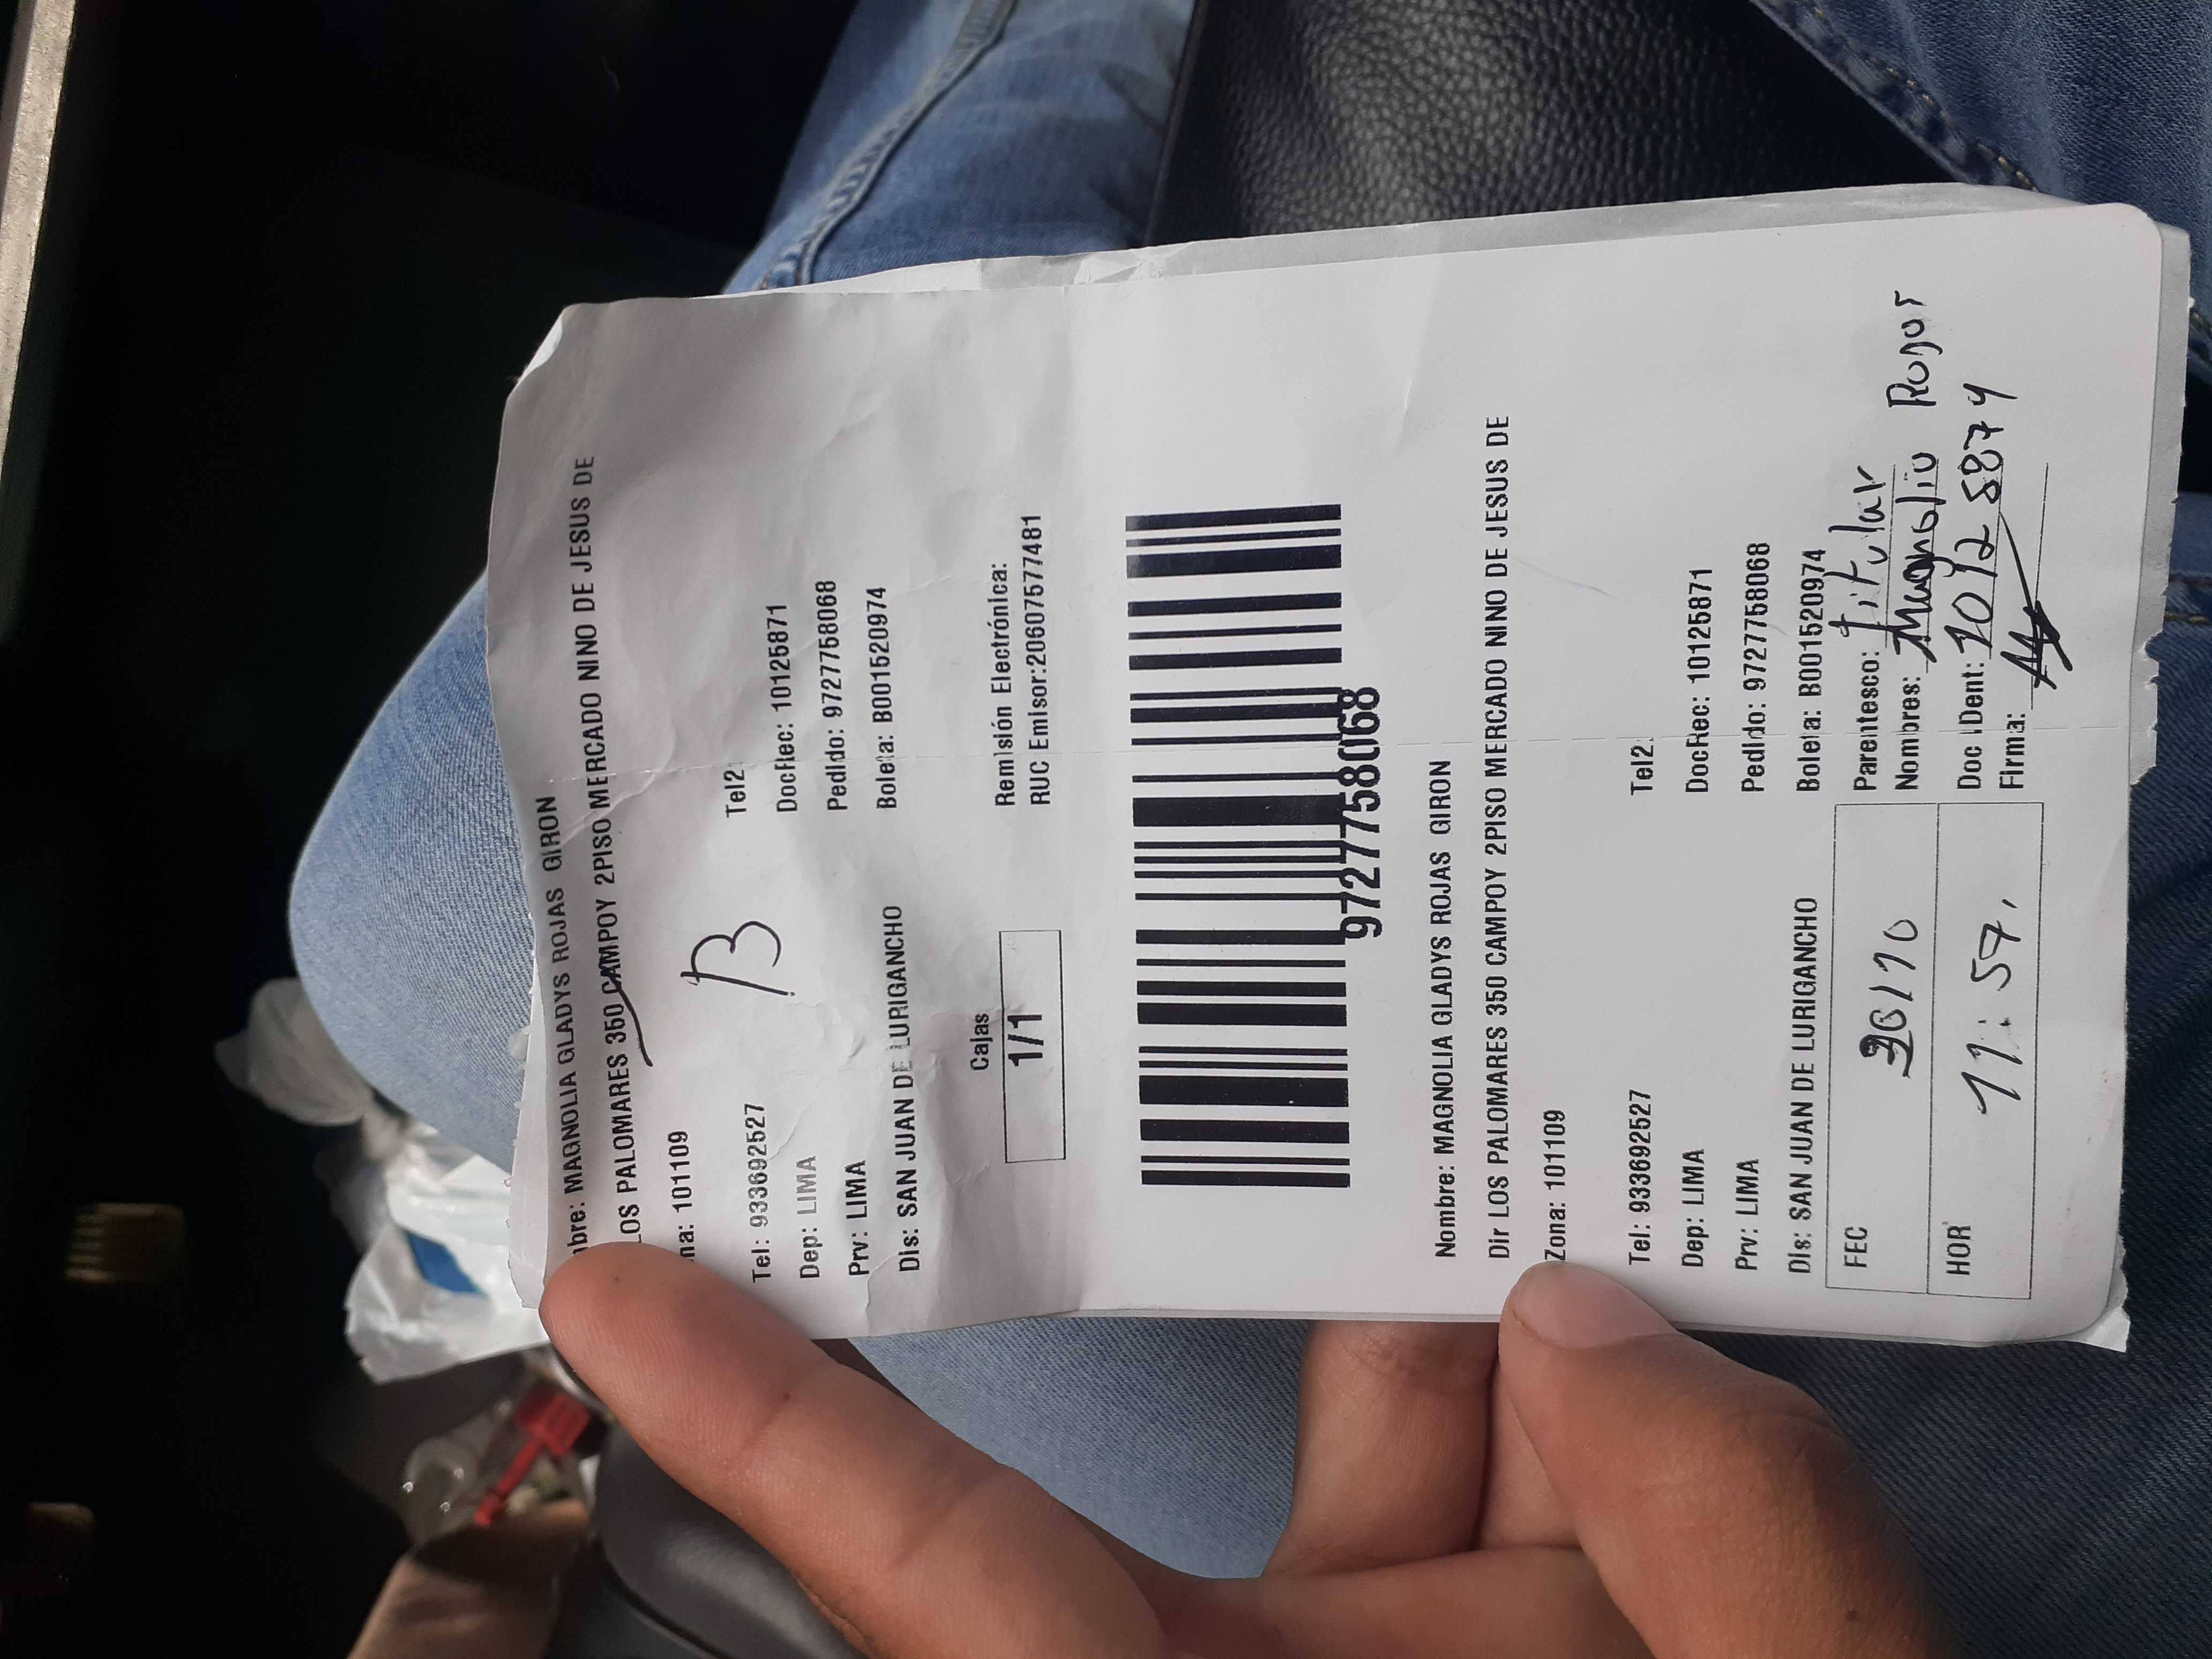 nbre: MAGNOLIA GLADYS ROJAS GIRON
LOS PALOMARES 350 CAMPOY 2PISO MERCADO NINO DE JESUS DE
na: 101109
B
Tel: 933692527 Tel2:
Dep: LIMA DocRec: 10125871
Prv: LIMA Pedido: 9727758068
Dis: SAN JUAN DE LURIGANCHO Boleta: B001520974
Cajas
1/1
Remisión Electrónica:
RUC Emisor:20607577481
9727758068
Nombre: MAGNOLIA GLADYS ROJAS GIRON
Dir LOS PALOMARES 350 CAMPOY 2PISO MERCADO NINO DE JESUS DE
Zona: 101109
Tel: 933692527 Tel2:
Dep: LIMA DocRec: 10125871
Prv: LIMA Pedido: 9727758068
Dis: SAN JUAN DE LURIGANCHO Boleta: B001520974
FEC
Parentesco: titular
Nombres: Magnolia
HOR 11:57.
Doc IDent:
Firma: